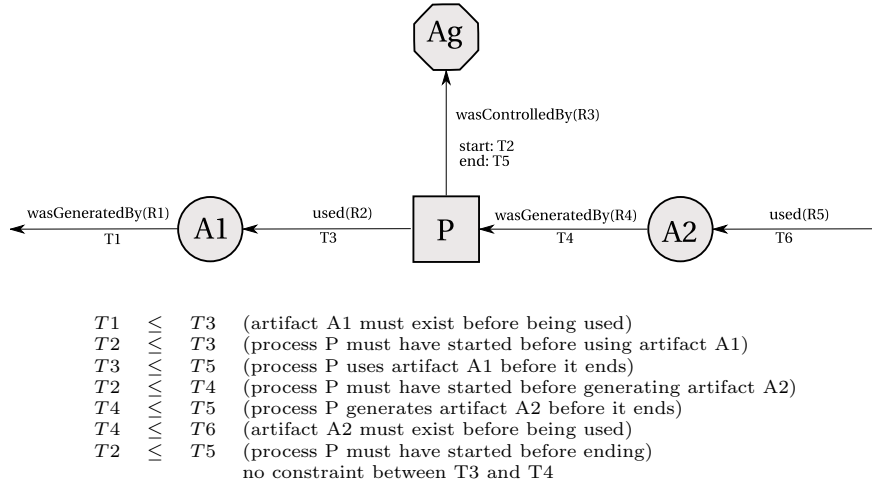 Ag
wasControlledBy(R3)
start: T2
end: T5
wasGeneratedBy(R1)
T1
A1
used(R2)
T3
P
wasGeneratedBy(R4)
T4
A2
used(R5)
T6
T1 ≤ T3 (artifact A1 must exist before being used)
T2 ≤ T3 (process P must have started before using artifact A1)
T3 ≤ T5 (process P uses artifact A1 before it ends)
T2 ≤ T4 (process P must have started before generating artifact A2)
T4 ≤ T5 (process P generates artifact A2 before it ends)
T4 ≤ T6 (artifact A2 must exist before being used)
T2 ≤ T5 (process P must have started before ending)
no constraint between T3 and T4